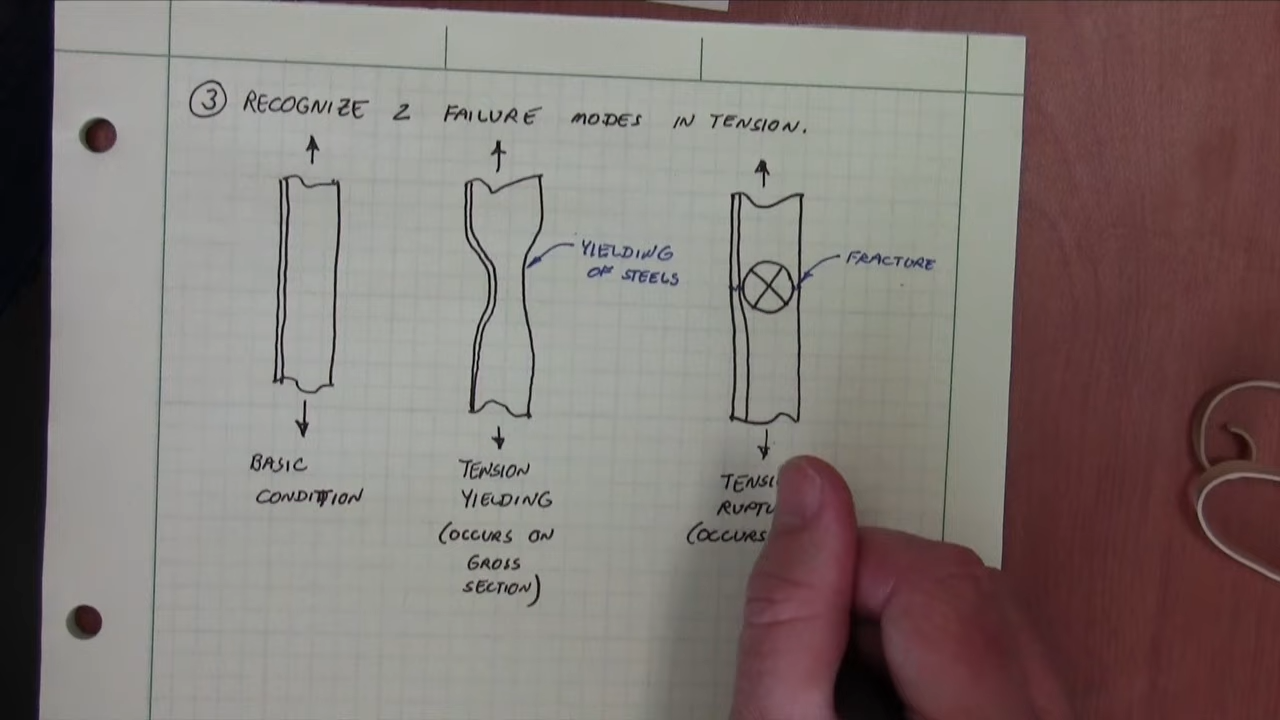 ③ RECOGNIZE 2 FAILURE MODES IN TENSION.
YIELDING
OF STEELS
FRACTURE
BASIC
CONDITION
TENSION
YIELDING
(OCCURS ON
GROSS
SECTION)
(OCCURS